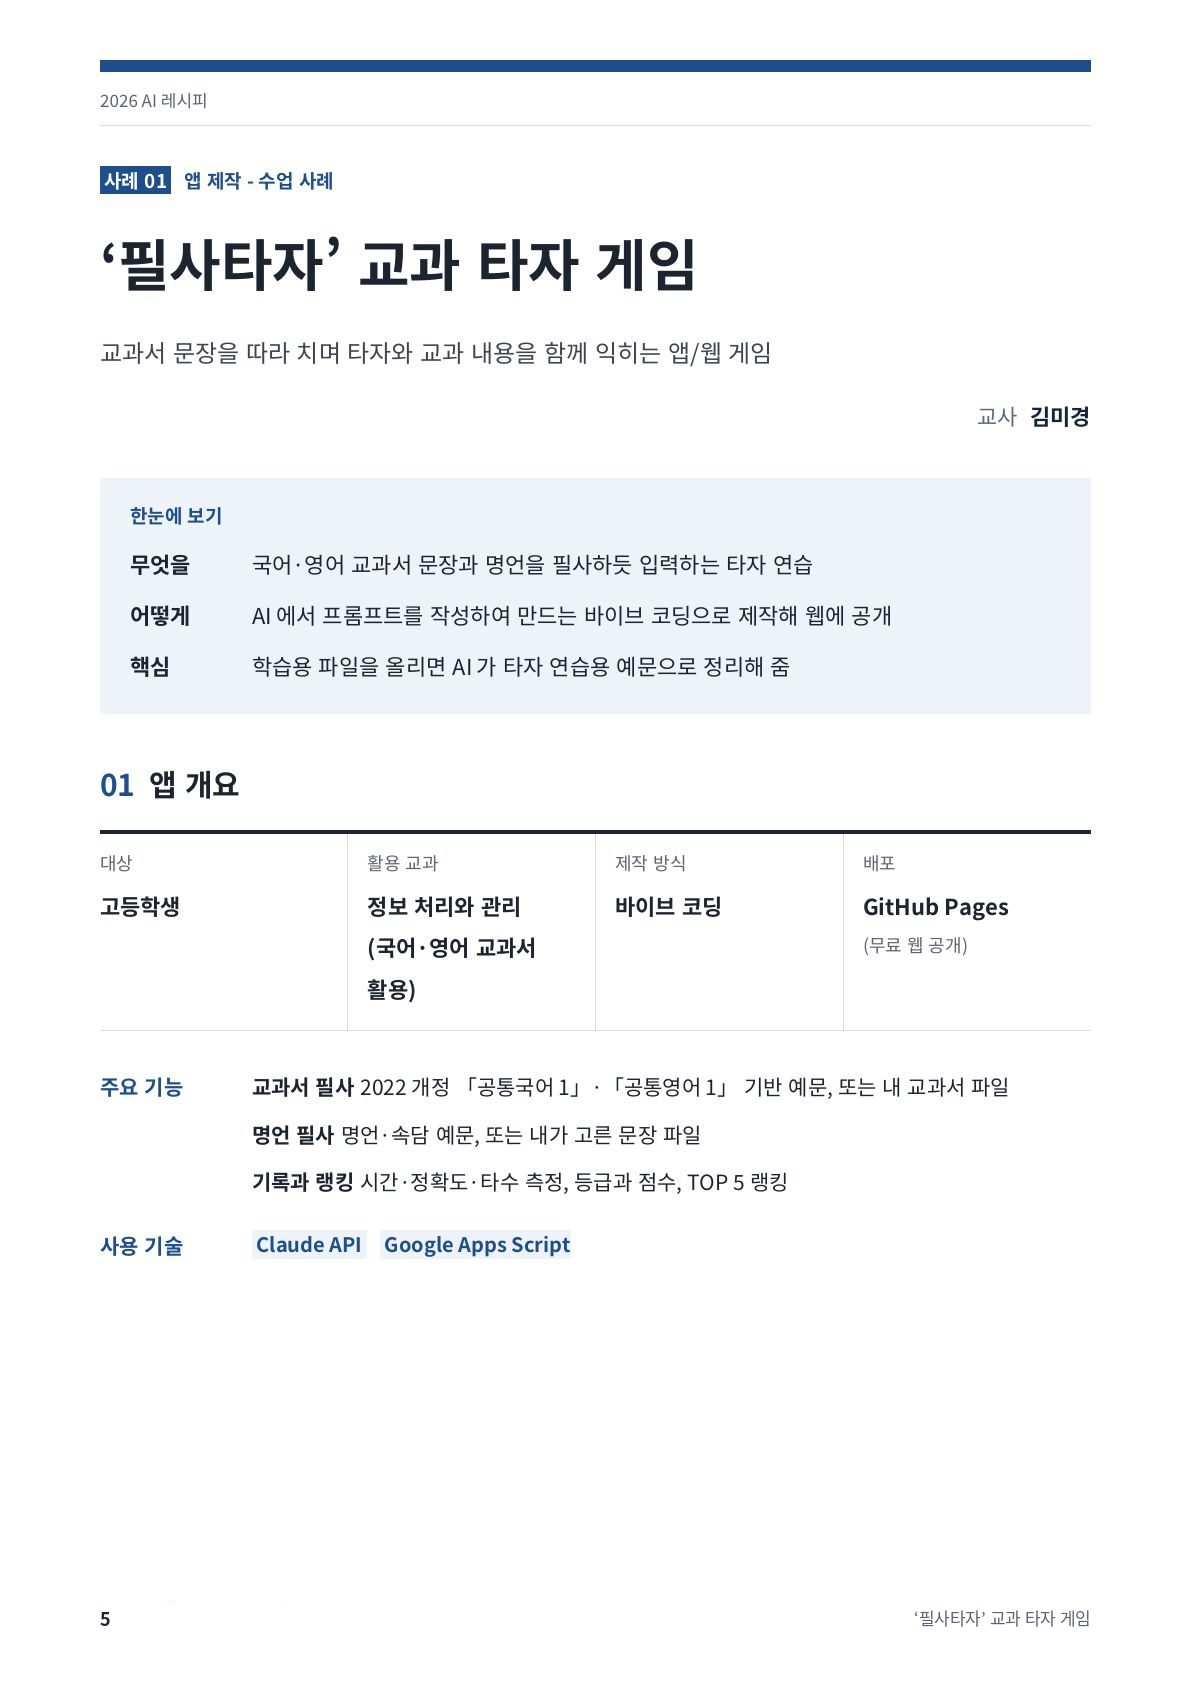 2026 AI 레시피
사례 01 앱 제작 - 수업 사례
‘필사타자’ 교과 타자 게임
교과서 문장을 따라 치며 타자와 교과 내용을 함께 익히는 앱/웹 게임
교사 김미경
한눈에 보기
무엇을 국어·영어 교과서 문장과 명언을 필사하듯 입력하는 타자 연습
어떻게 AI 에서 프롬프트를 작성하여 만드는 바이브 코딩으로 제작해 웹에 공개
핵심 학습용 파일을 올리면 AI 가 타자 연습용 예문으로 정리해 줌
01 앱 개요
대상
고등학생
활용 교과
정보 처리와 관리
(국어·영어 교과서
활용)
제작 방식
바이브 코딩
배포
GitHub Pages
(무료 웹 공개)
주요 기능 교과서 필사 2022 개정 「공통국어 1」·「공통영어 1」 기반 예문, 또는 내 교과서 파일
명언 필사 명언·속담 예문, 또는 내가 고른 문장 파일
기록과 랭킹 시간·정확도·타수 측정, 등급과 점수, TOP 5 랭킹
사용 기술 Claude API Google Apps Script
5 ‘필사타자’ 교과 타자 게임